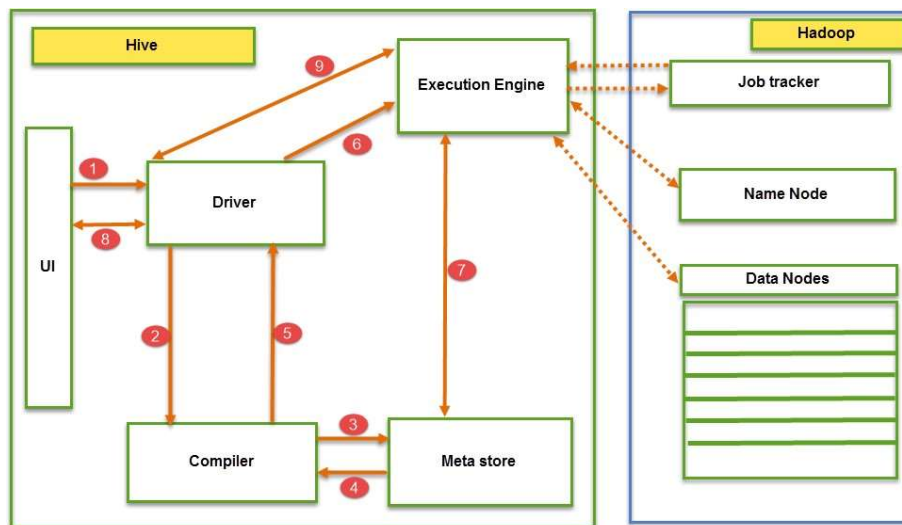 Hive
Hadoop
9
Execution Engine
Job tracker
6
1
Driver
Name Node
8
UI
7
Data Nodes
2
5
3
Compiler
Meta store
4